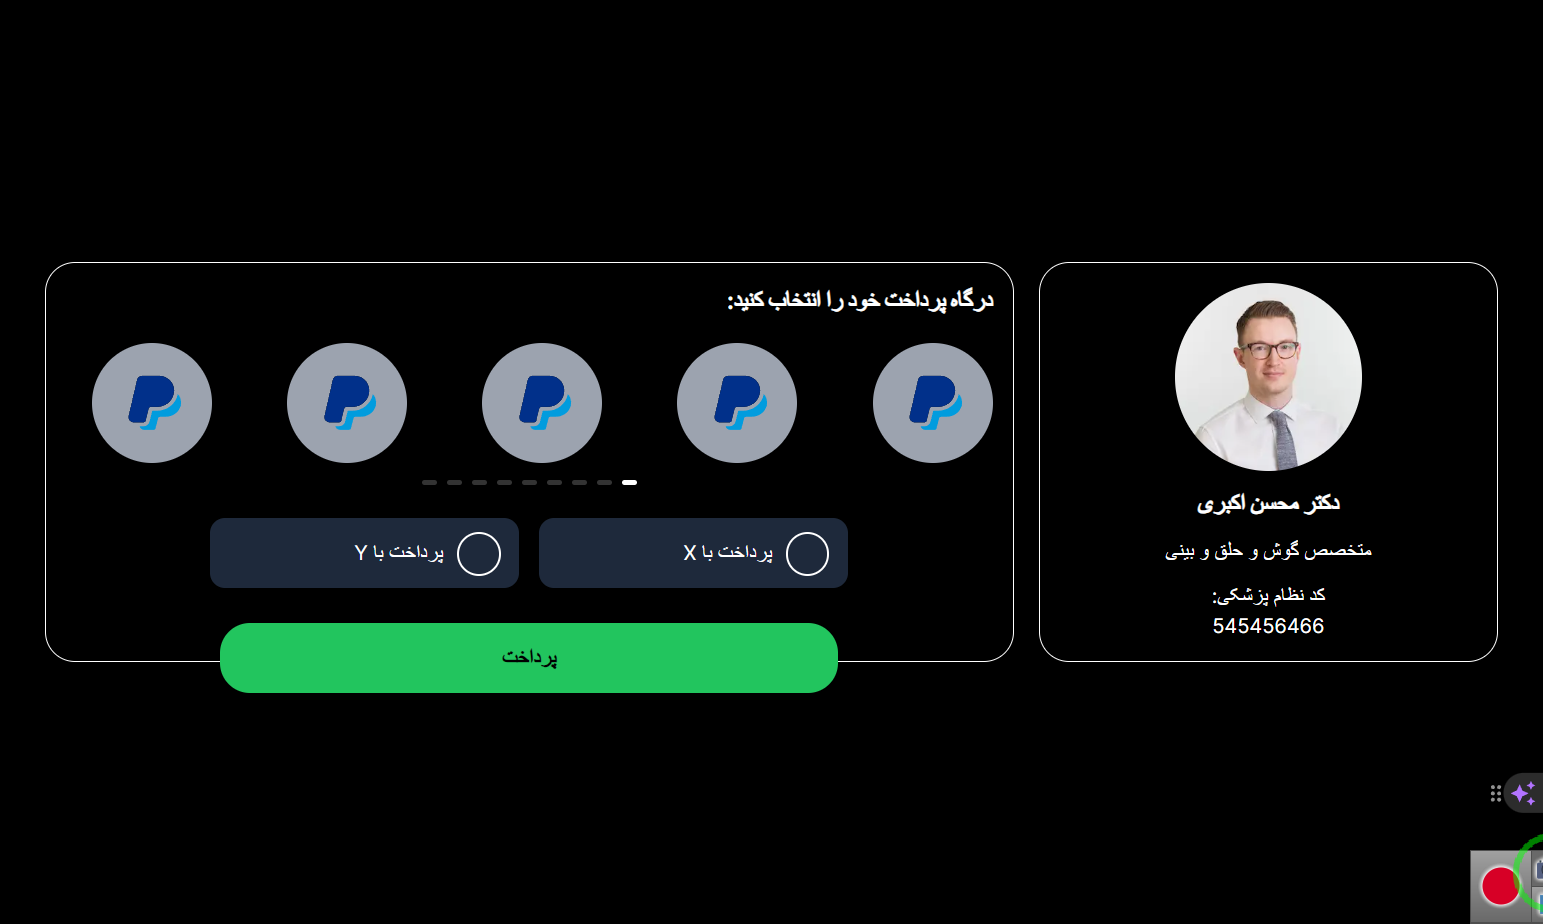 دکتر محسن اکبری
متخصص گوش و حلق و بینی
کد نظام پزشکی:
545456466
درگاه پرداخت خود را انتخاب کنید:
پرداخت با X
پرداخت با Y
پرداخت